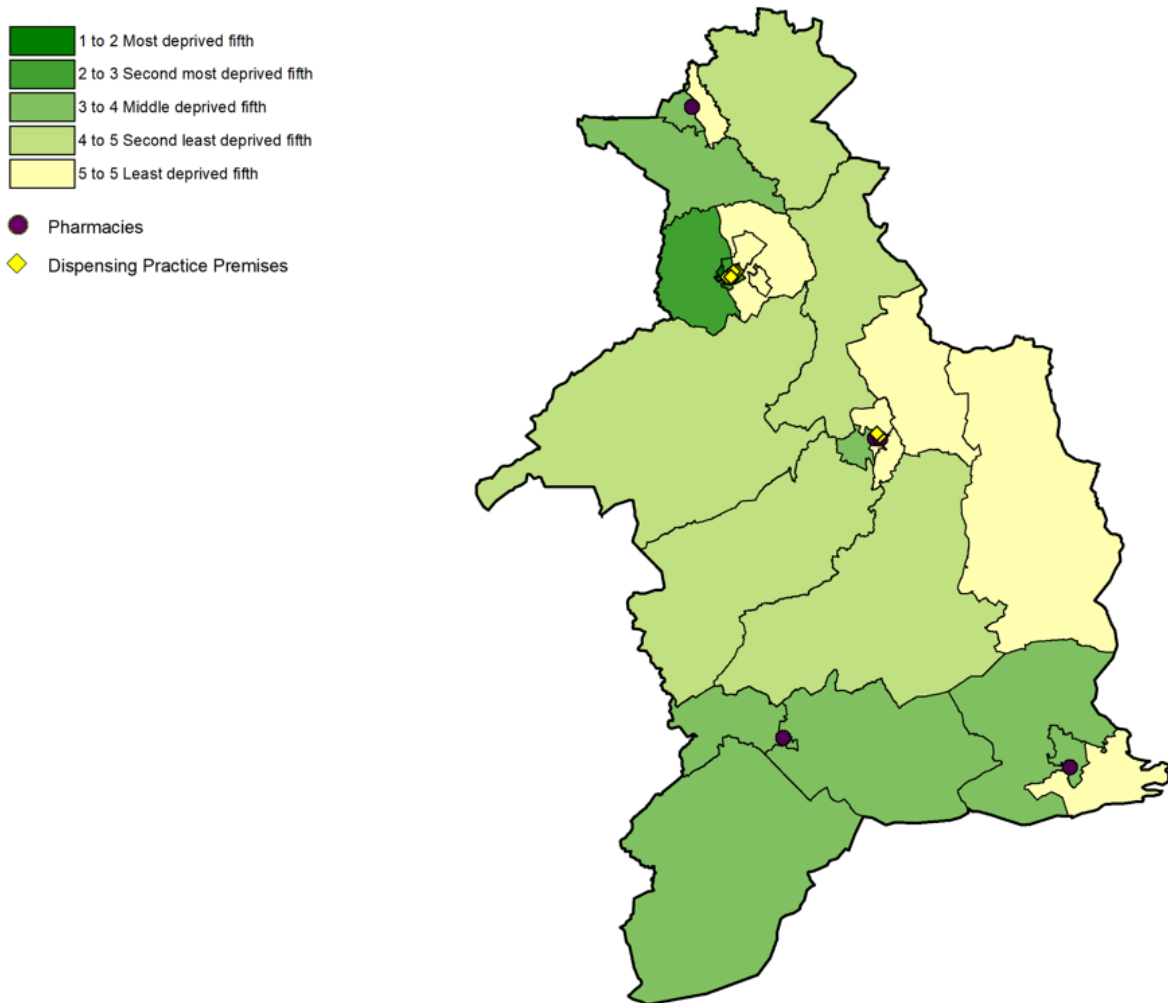 1 to 2 Most deprived fifth
2 to 3 Second most deprived fifth
3 to 4 Middle deprived fifth
4 to 5 Second least deprived fifth
5 to 5 Least deprived fifth
Pharmacies
Dispensing Practice Premises